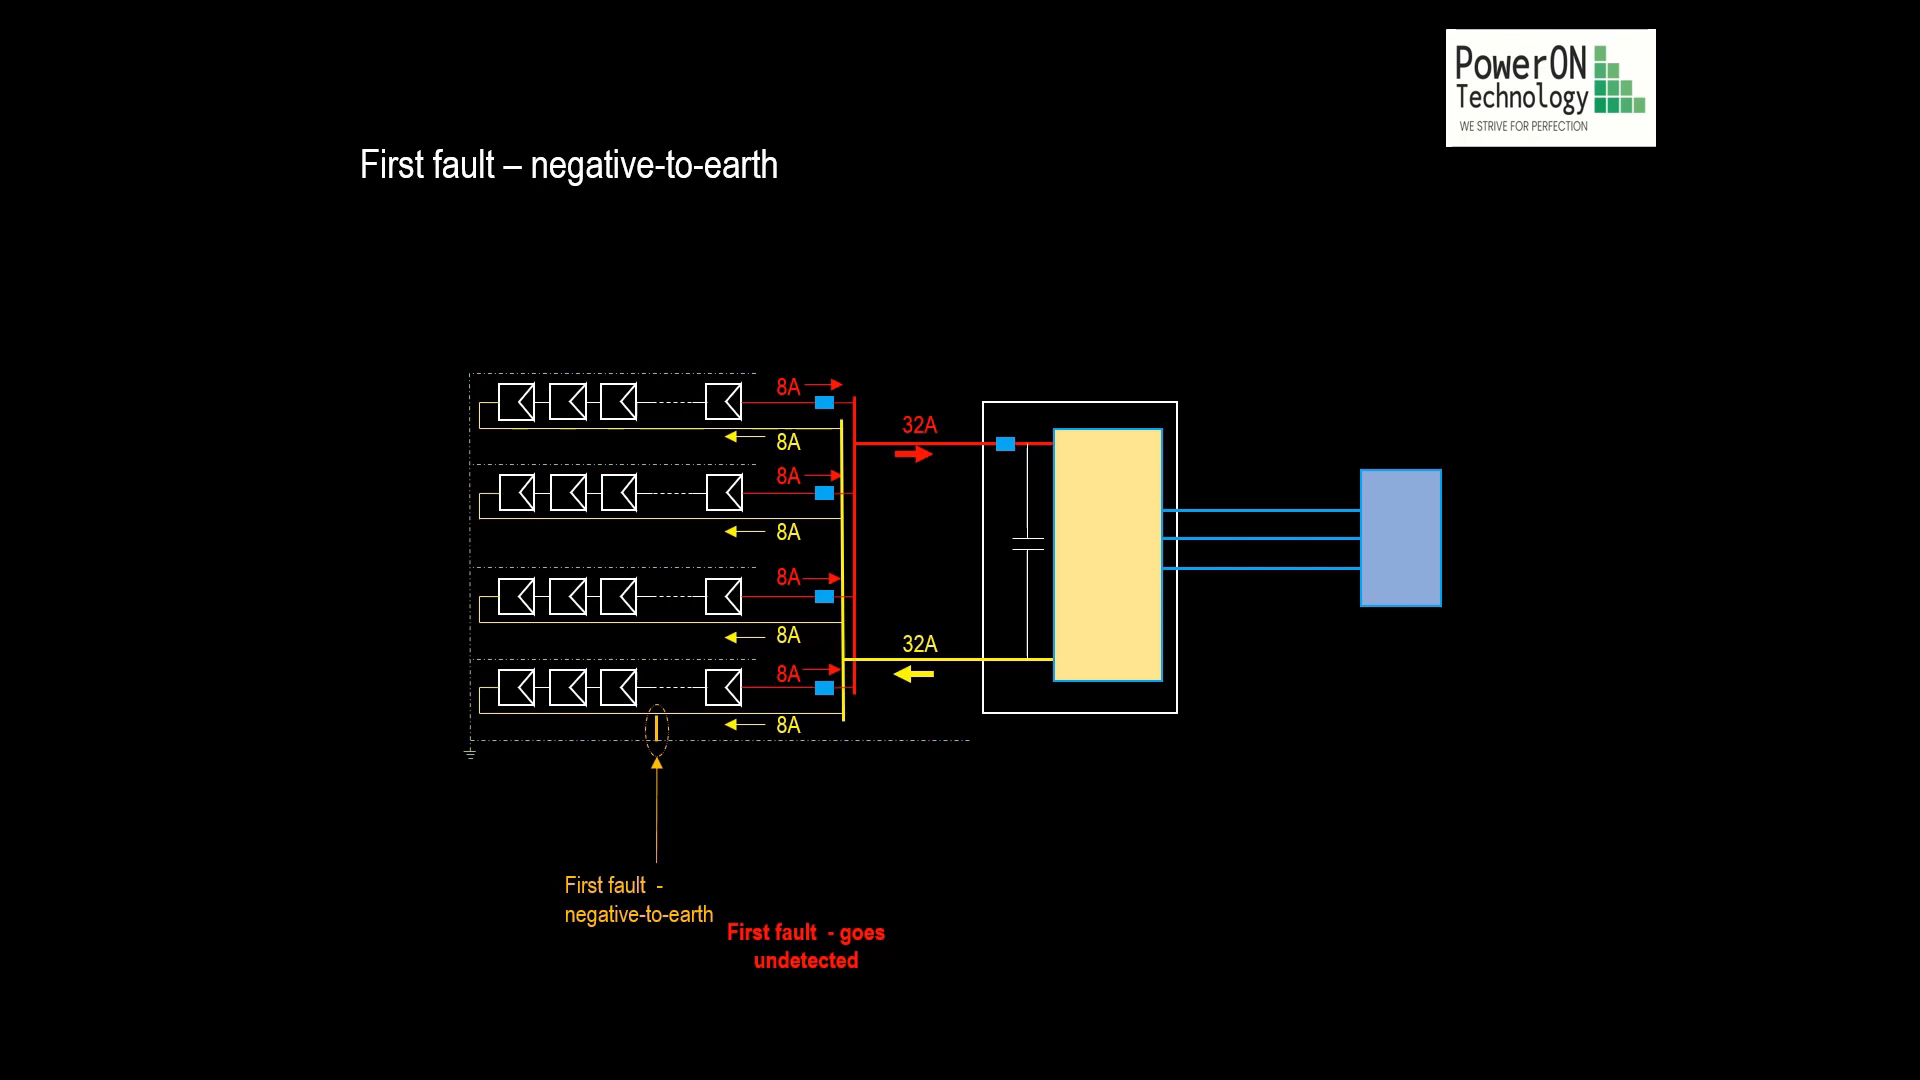 PowerON
Technology
WE STRIVE FOR PERFECTION
First fault – negative-to-earth
8A
8A
32A
8A
8A
8A
8A
32A
8A
8A
First fault -
negative-to-earth
First fault - goes
undetected